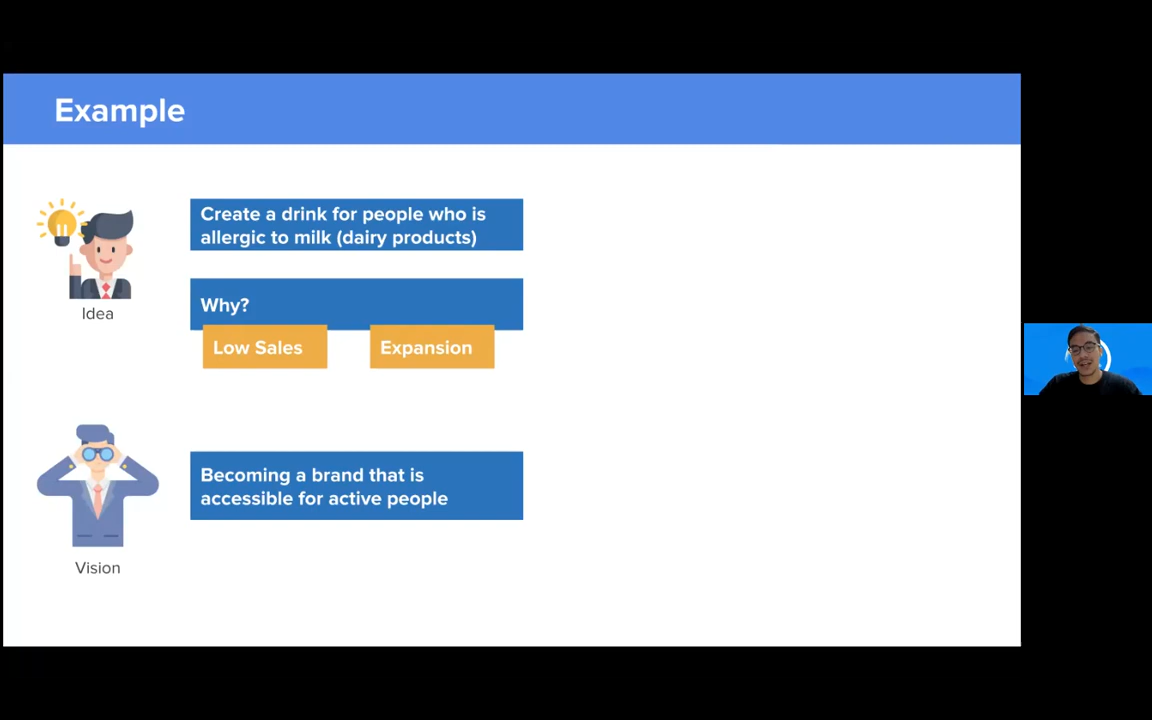 Example
Create a drink for people who is
allergic to milk (dairy products)
Why?
Low Sales
Expansion
Idea
Becoming a brand that is
accessible for active people
Vision